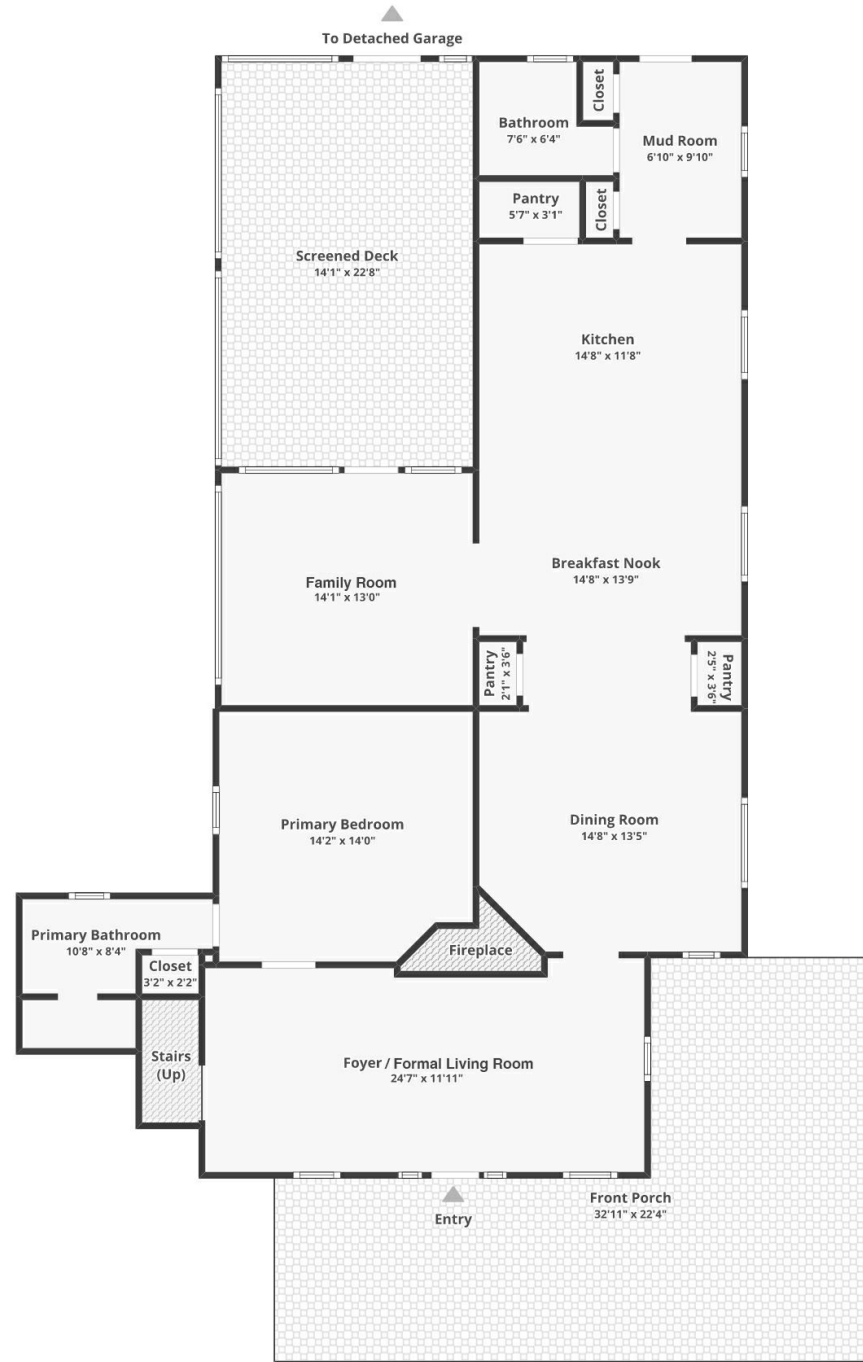 To Detached Garage
Closet
Bathroom
7'6" x 6'4"
Mud Room
6'10" x 9'10"
Pantry
5'7" x 3'1"
Closet
Screened Deck
14'1" x 22'8"
Kitchen
14'8" x 11'8"
Breakfast Nook
14'8" x 13'9"
Family Room
14'1" x 13'0"
Pantry
2'1" x 3'6"
Pantry
2'5" x 3'6"
Primary Bedroom
14'2" x 14'0"
Dining Room
14'8" x 13'5"
Primary Bathroom
10'8" x 8'4"
Fireplace
Closet
3'2" x 2'2"
Stairs
(Up)
Foyer / Formal Living Room
24'7" x 11'11"
Front Porch
32'11" x 22'4"
Entry